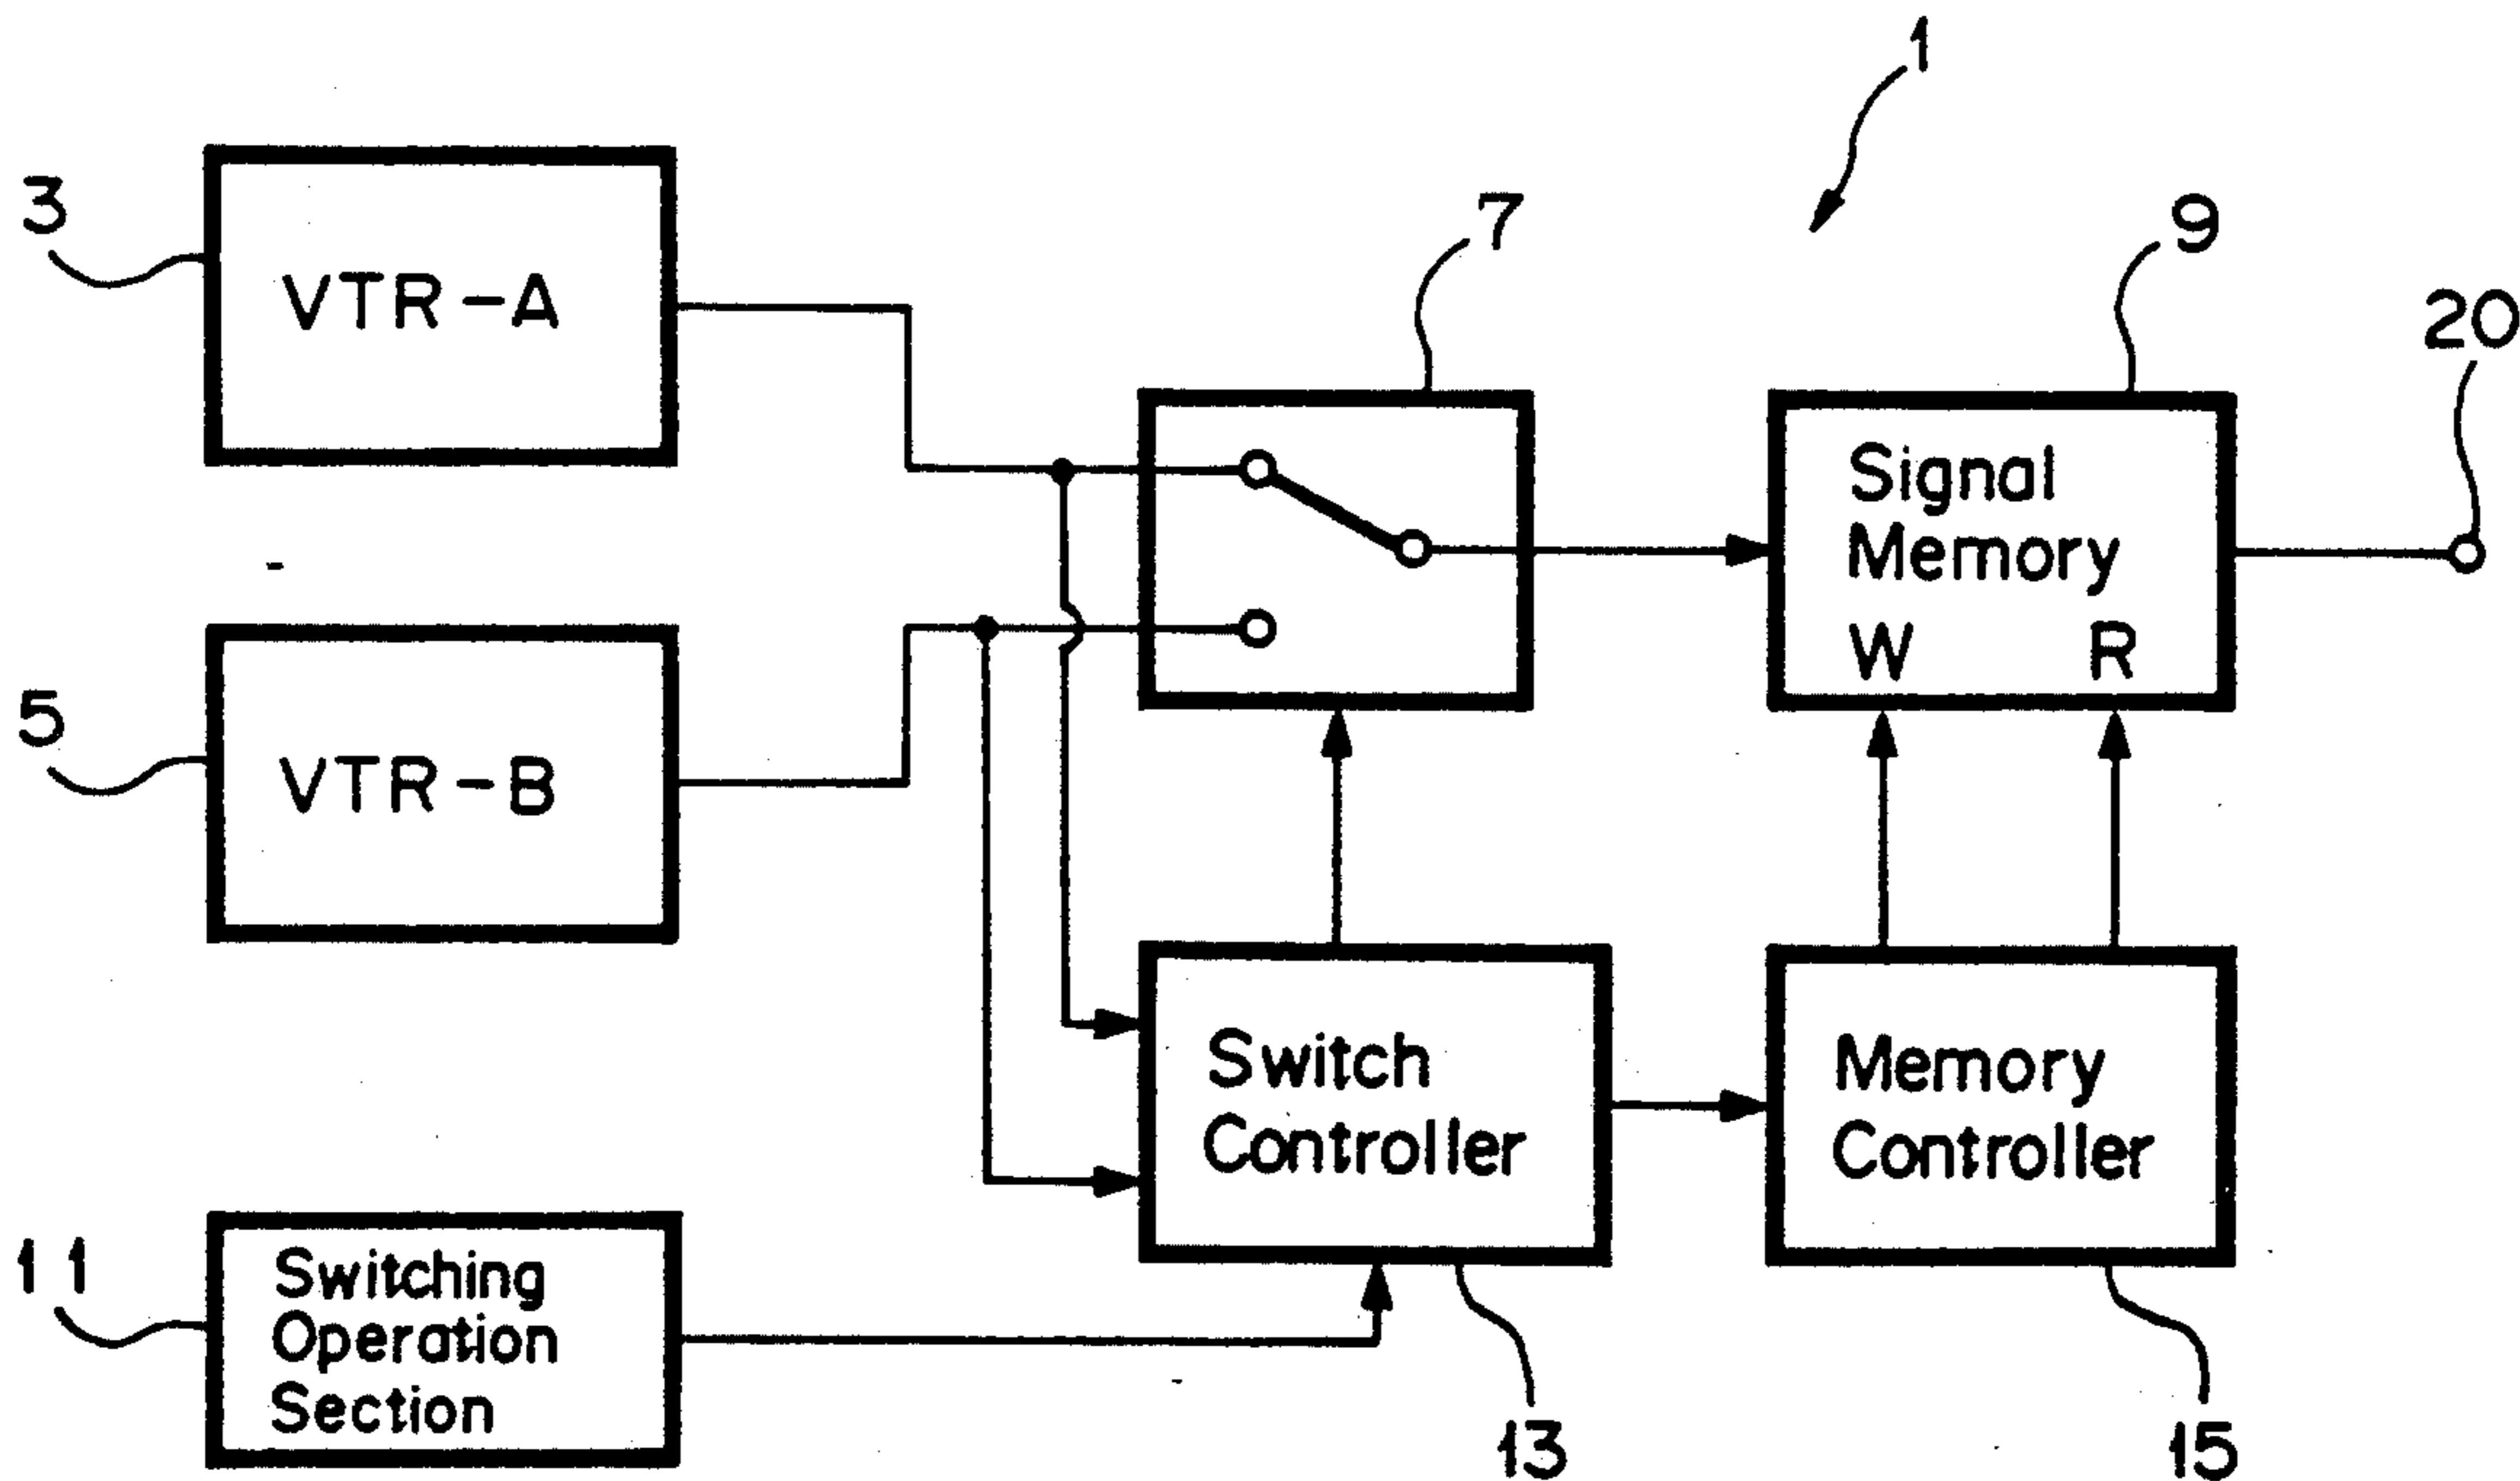 1
3
VTR-A
7
9
20
Signal
Memory
W R
5
VTR-B
Switch
Controller
Memory
Controller
11
Switching
Operation
Section
13
15